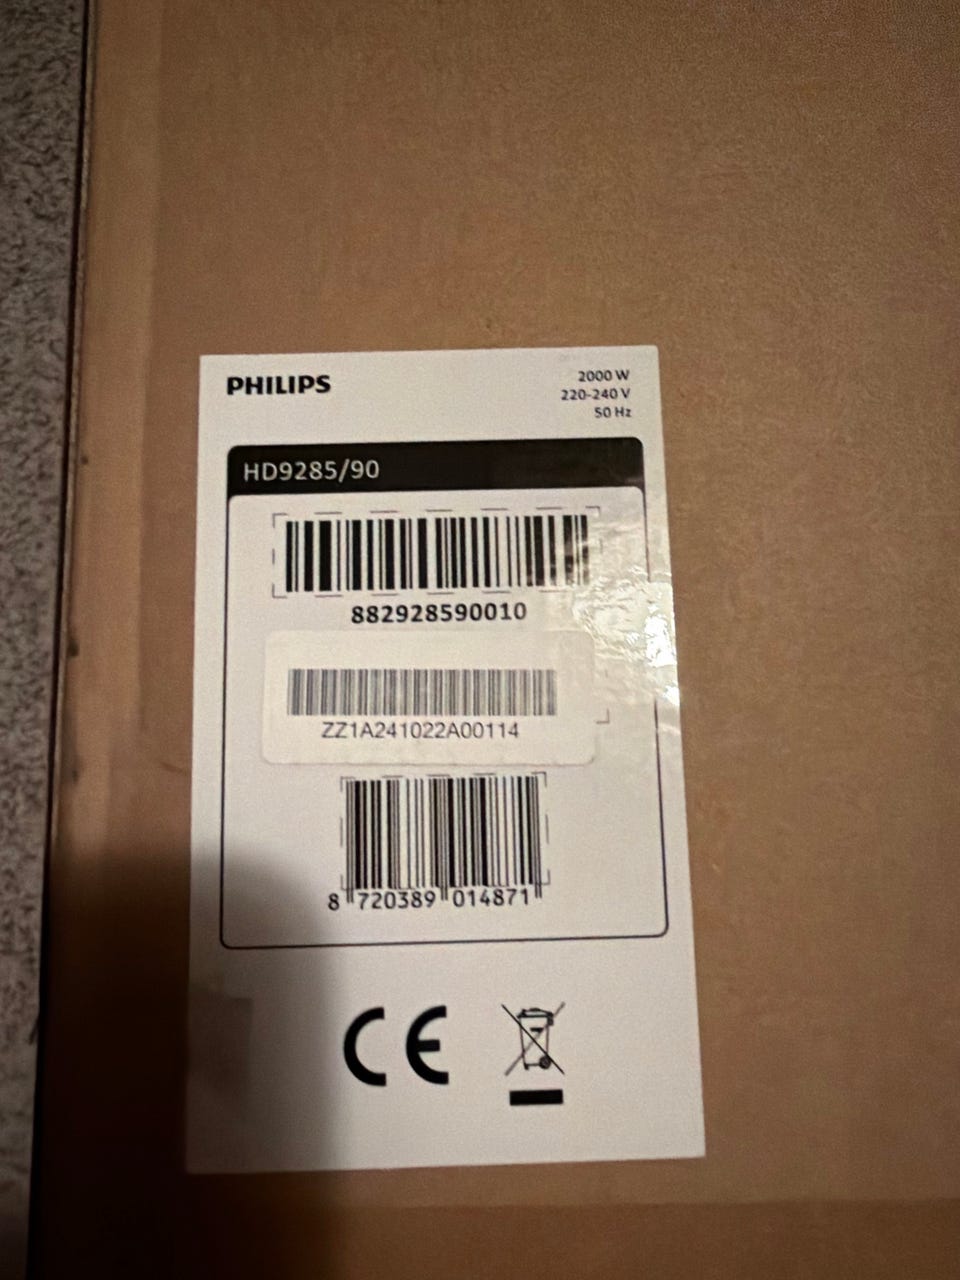 PHILIPS
2000 W
220-240 V
50 Hz
HD9285/90
882928590010
ZZ1A241022A00114
8 720389 014871
CE